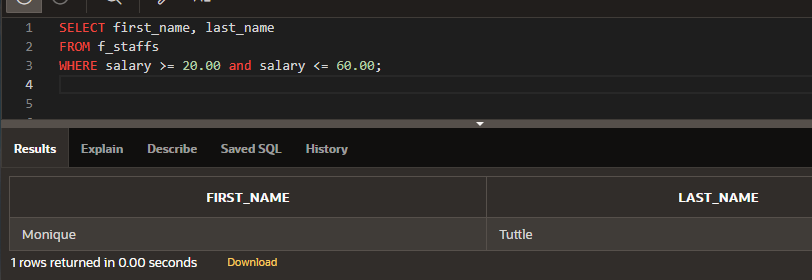 1 SELECT first_name, last_name
2 FROM f_staffs
3 WHERE salary >= 20.00 and salary <= 60.00;
4
5
Results Explain Describe Saved SQL History
FIRST_NAME LAST_NAME
Monique Tuttle
1 rows returned in 0.00 seconds Download